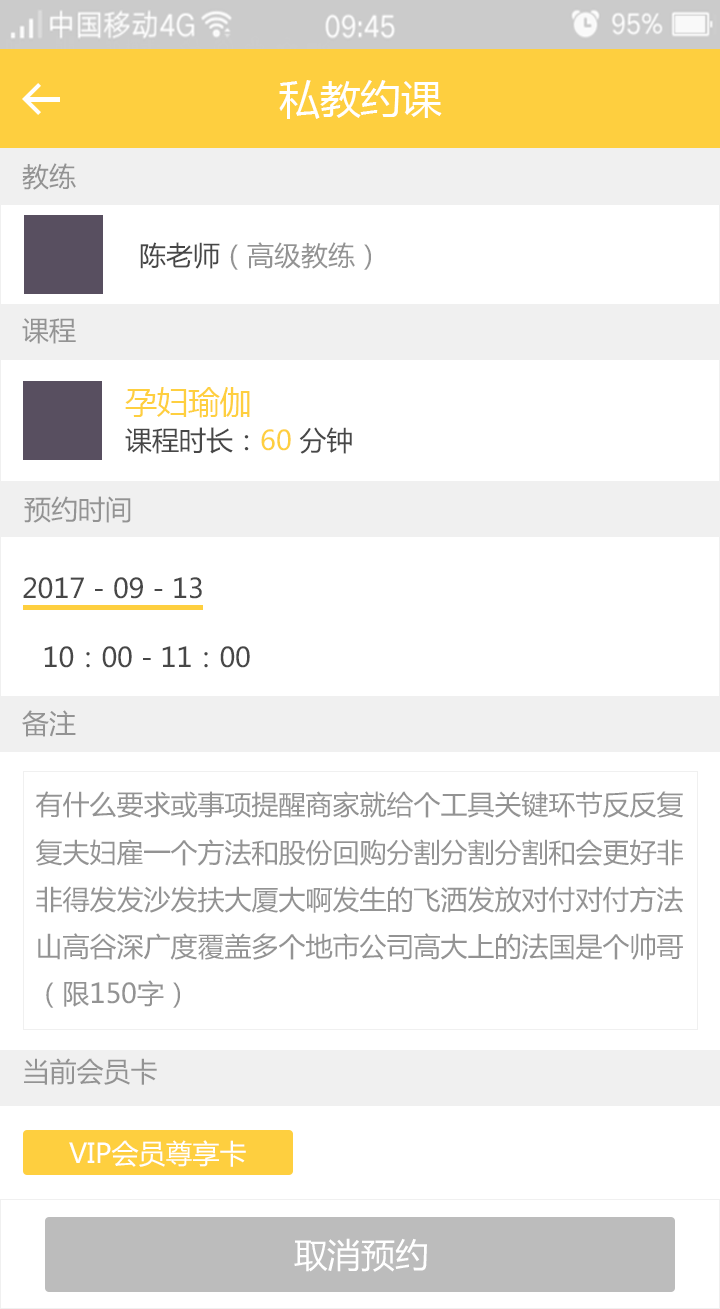 中国移动4G 09:45 95%
私教约课
教练
陈老师（高级教练）
课程
孕妇瑜伽
课程时长：60 分钟
预约时间
2017 - 09 - 13
10：00 - 11：00
备注
有什么要求或事项提醒商家就给个工具关键环节反反复
复夫妇雇一个方法和股份回购分割分割分割和会更好非
非得发发沙发扶大厦大啊发生的飞洒发放对付对付方法
山高谷深广度覆盖多个地市公司高大上的法国是个帅哥
（限150字）
当前会员卡
VIP会员尊享卡
取消预约